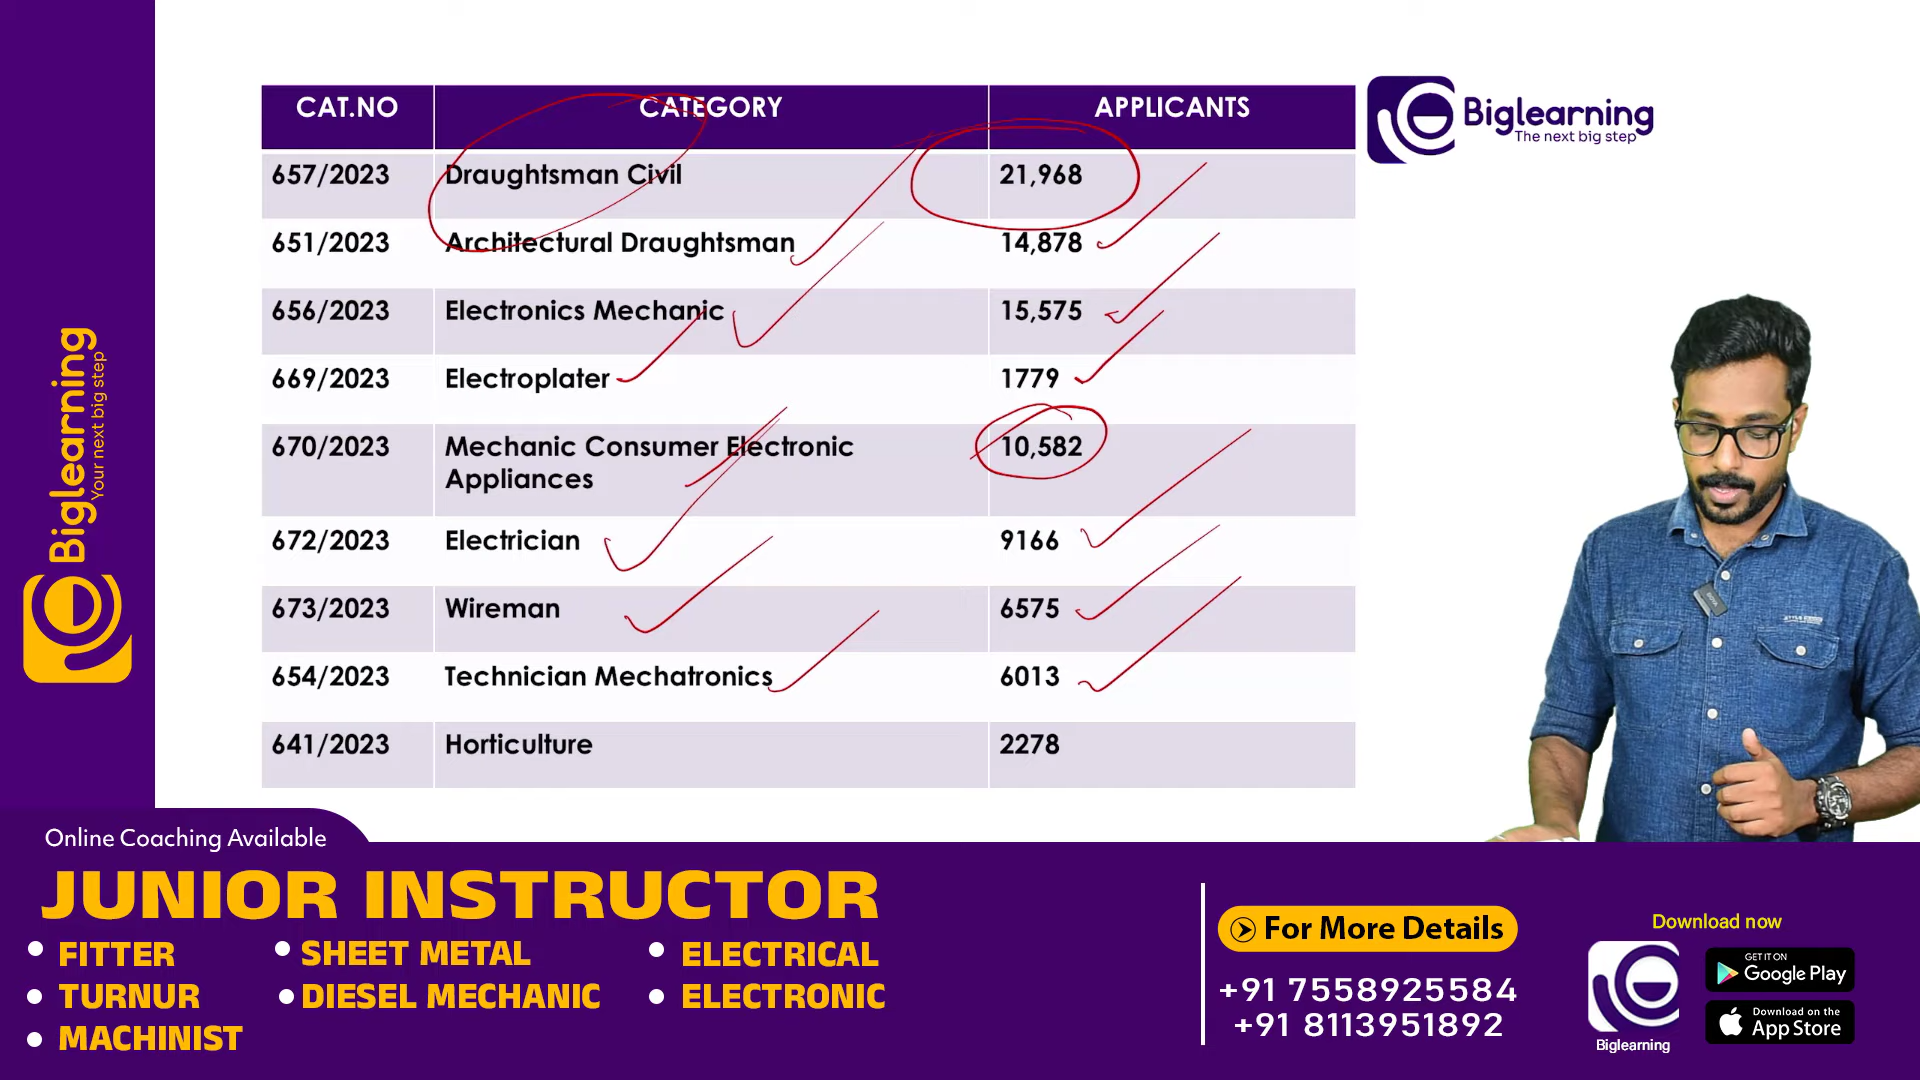 CAT.NO CATEGORY APPLICANTS
657/2023 Draughtsman Civil 21,968
651/2023 Architectural Draughtsman 14,878
656/2023 Electronics Mechanic 15,575
669/2023 Electroplater 1779
670/2023 Mechanic Consumer Electronic 10,582
Appliances
672/2023 Electrician 9166
673/2023 Wireman 6575
654/2023 Technician Mechatronics 6013
641/2023 Horticulture 2278
Biglearning
The next big step
Biglearning
Your next big step
Online Coaching Available
JUNIOR INSTRUCTOR
FITTER
TURNUR
MACHINIST
SHEET METAL
DIESEL MECHANIC
ELECTRICAL
ELECTRONIC
For More Details
+91 7558925584
+91 8113951892
Download now
Biglearning
GET IT ON
Google Play
Download on the
App Store